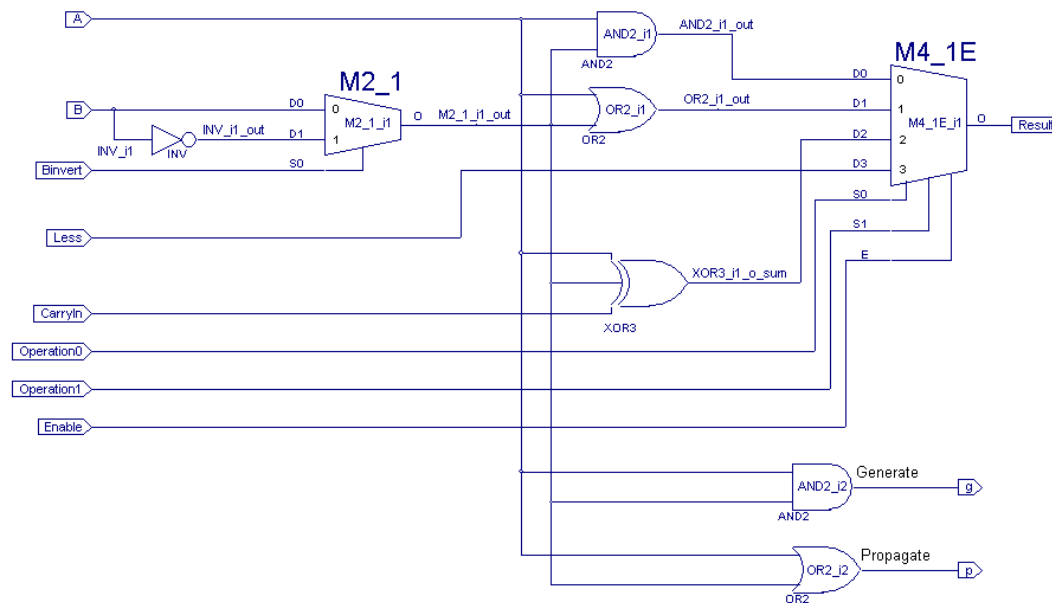 A
AND2_i1
AND2_i1_out
AND2
M4_1E
M2_1
D0
0
B
D0
0
M2_1_i1
O
M2_1_i1_out
OR2_i1
OR2_i1_out
D1
1
M4_1E_i1
O
Result
INV_i1
INV_i1_out
INV
D1
1
OR2
D2
2
Binvert
S0
D3
3
S0
Less
S1
E
XOR3_i1_o_sum
CarryIn
XOR3
Operation0
Operation1
Enable
AND2_i2
Generate
g
AND2
OR2_i2
Propagate
p
OR2